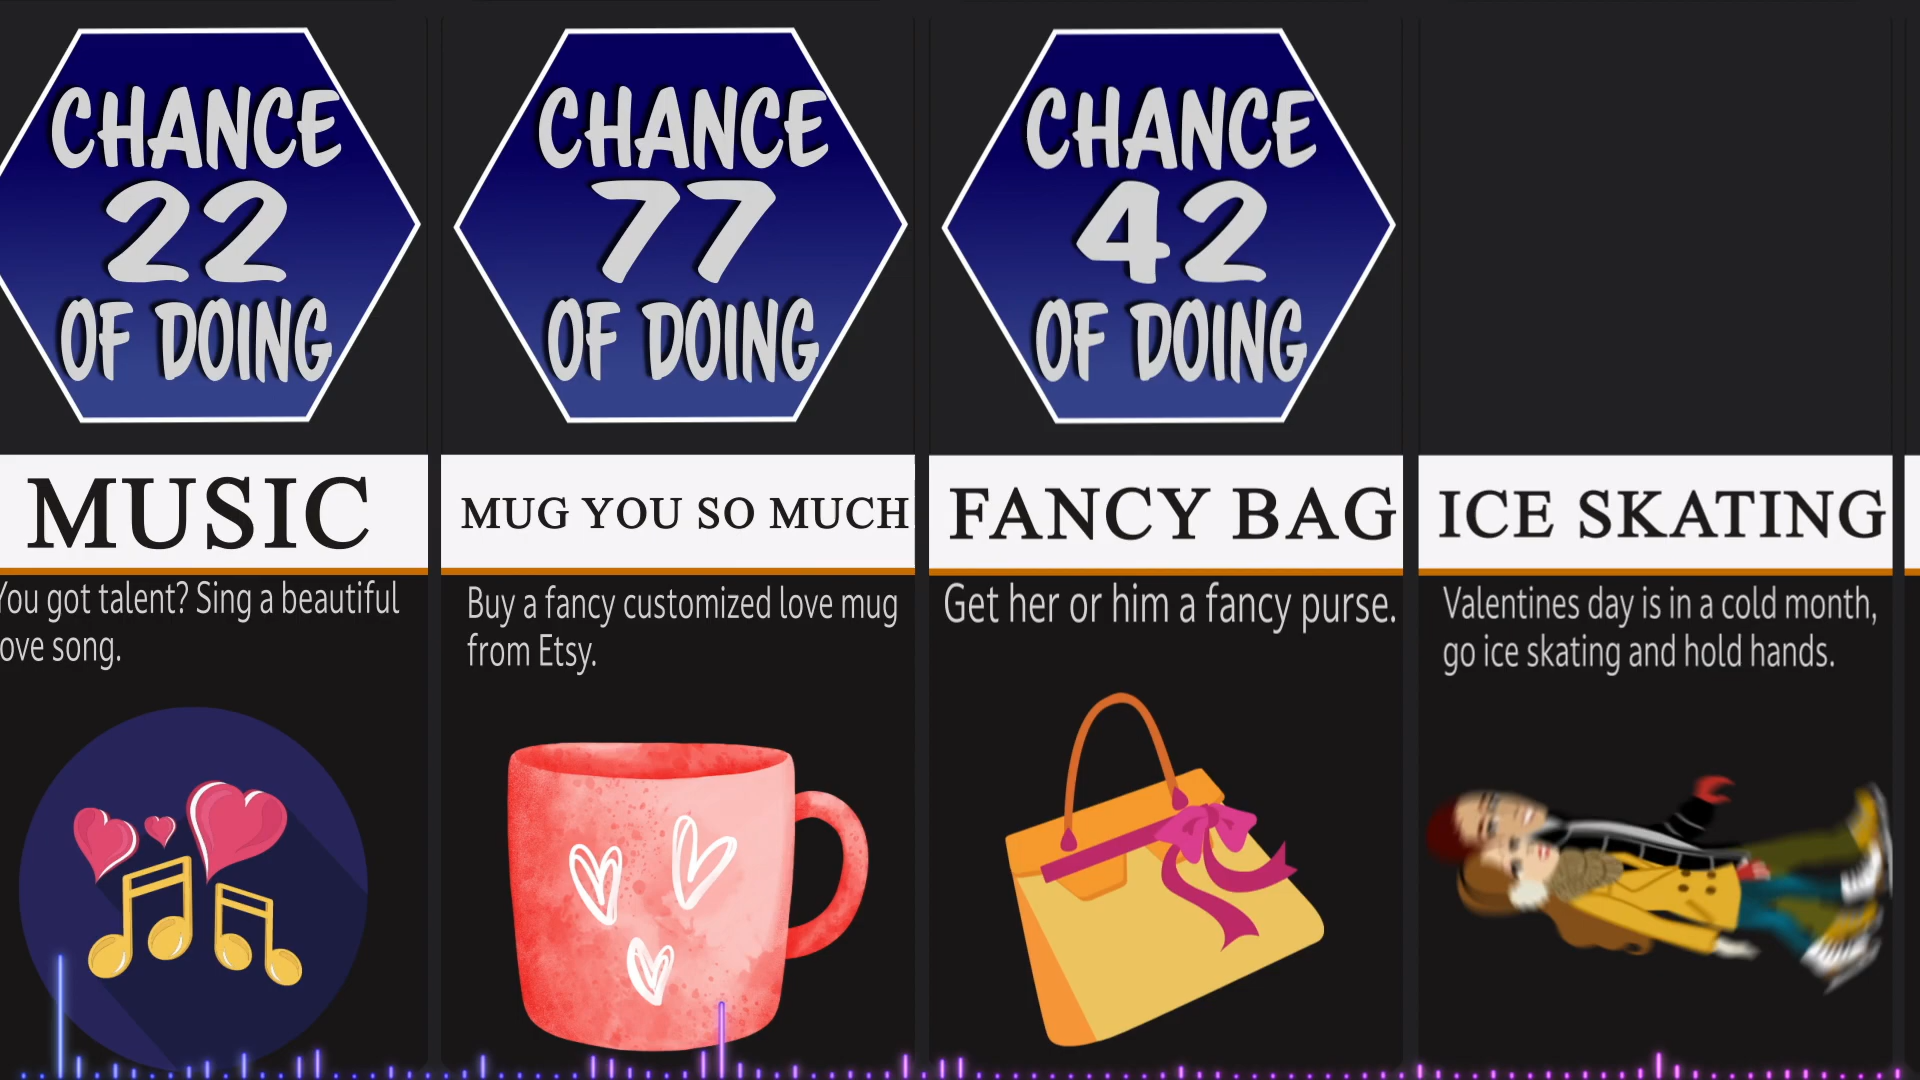 CHANCE
22
OF DOING
MUSIC
You got talent? Sing a beautiful
ove song.
CHANCE
77
OF DOING
MUG YOU SO MUCH
Buy a fancy customized love mug
from Etsy.
CHANCE
42
OF DOING
FANCY BAG
Get her or him a fancy purse.
ICE SKATING
Valentines day is in a cold month,
go ice skating and hold hands.